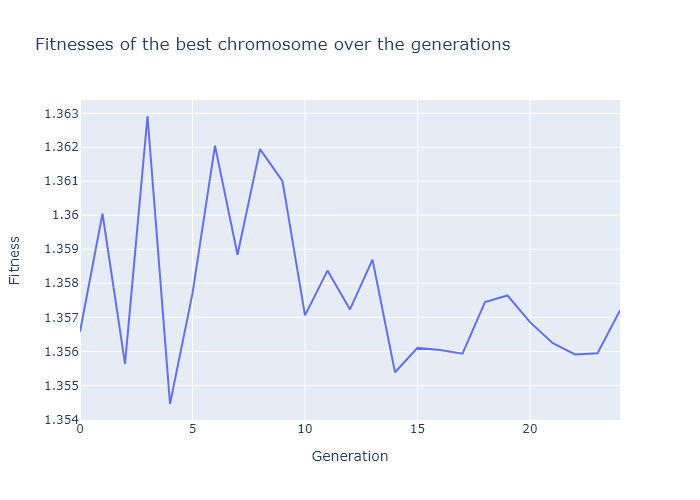 Fitnesses of the best chromosome over the generations
1.363
1.362
1.361
1.36
1.359
1.358
1.357
1.356
1.355
1.354
Fitness
0 5 10 15 20
Generation